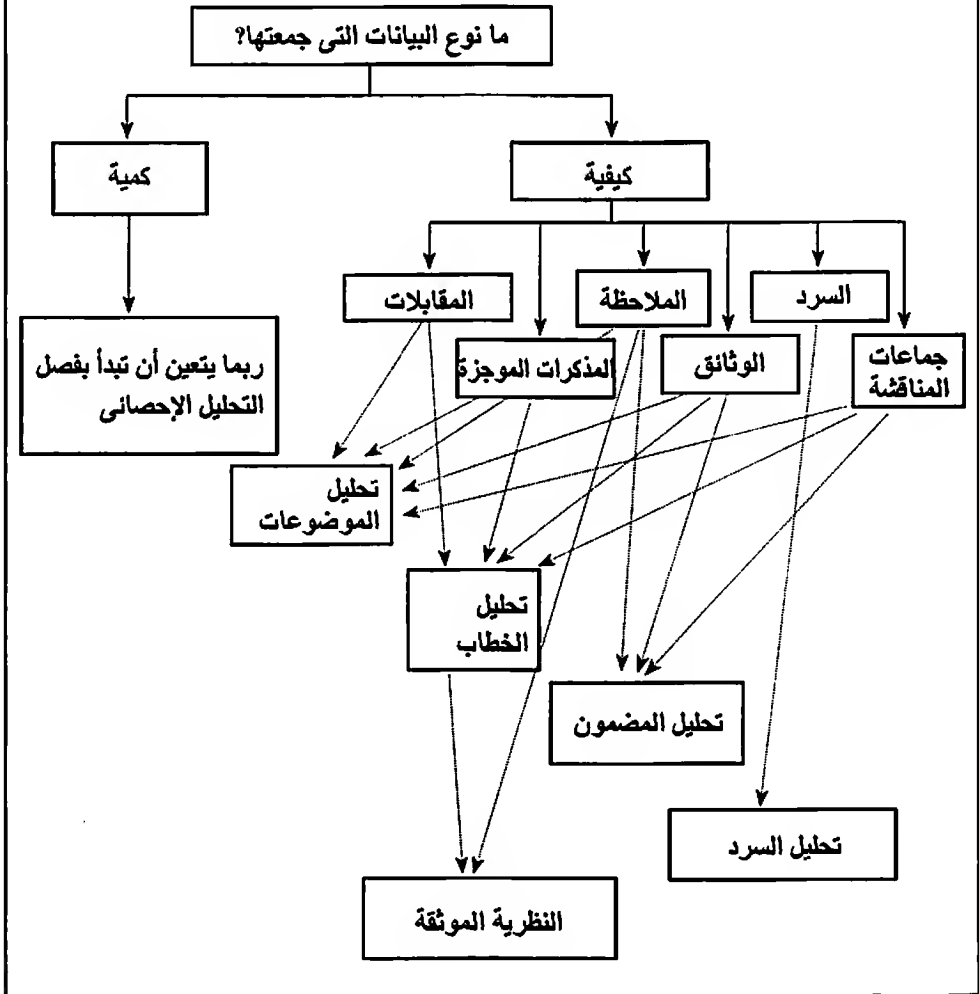 ما نوع البيانات التى جمعتها?
كمية
كيفية
المقابلات
الملاحظة
السرد
المذكرات الموجزة
الوثائق
جماعات
المناقشة
ربما يتعين أن تبدأ بفصل
التحليل الإحصائى
تحليل
الموضوعات
تحليل
الخطاب
تحليل المضمون
تحليل السرد
النظرية الموثقة